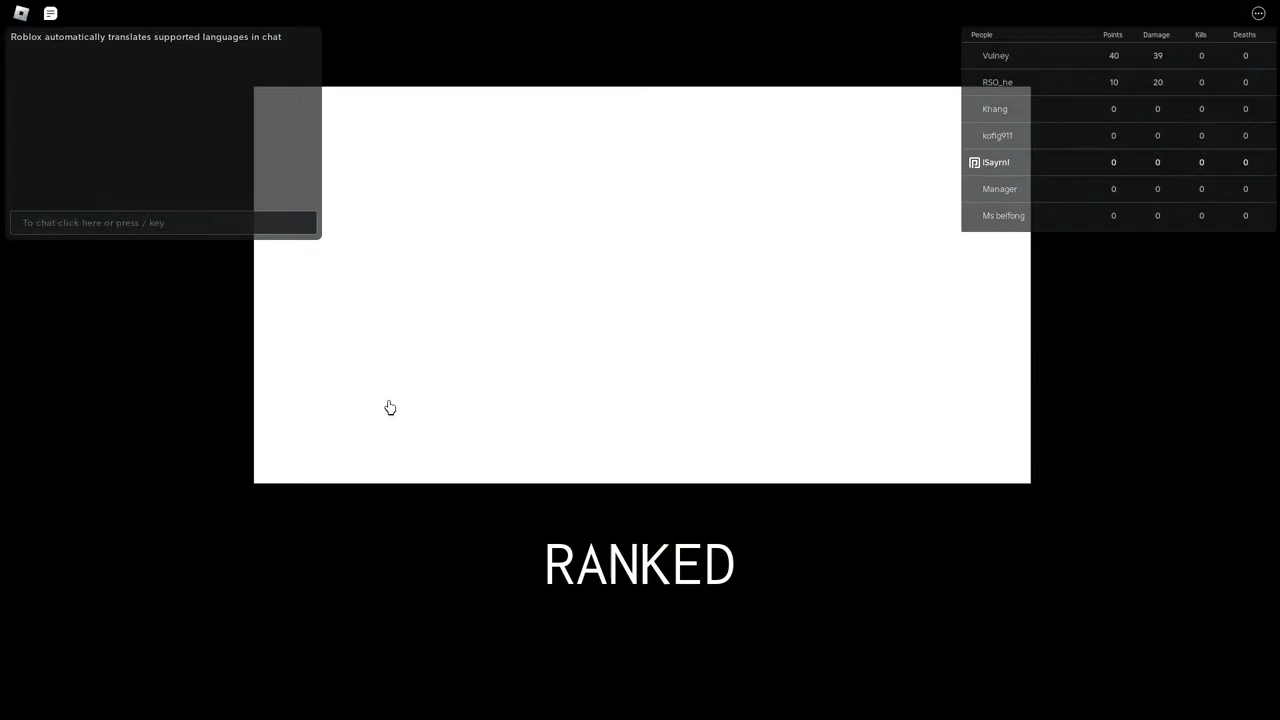 Roblox automatically translates supported languages in chat
To chat click here or press / key
People Points Damage Kills Deaths
Vulney 40 39 0 0
RSO_he 10 20 0 0
Khang 0 0 0 0
kofig911 0 0 0 0
lSayrnl 0 0 0 0
Manager 0 0 0 0
Ms beifong 0 0 0 0
RANKED